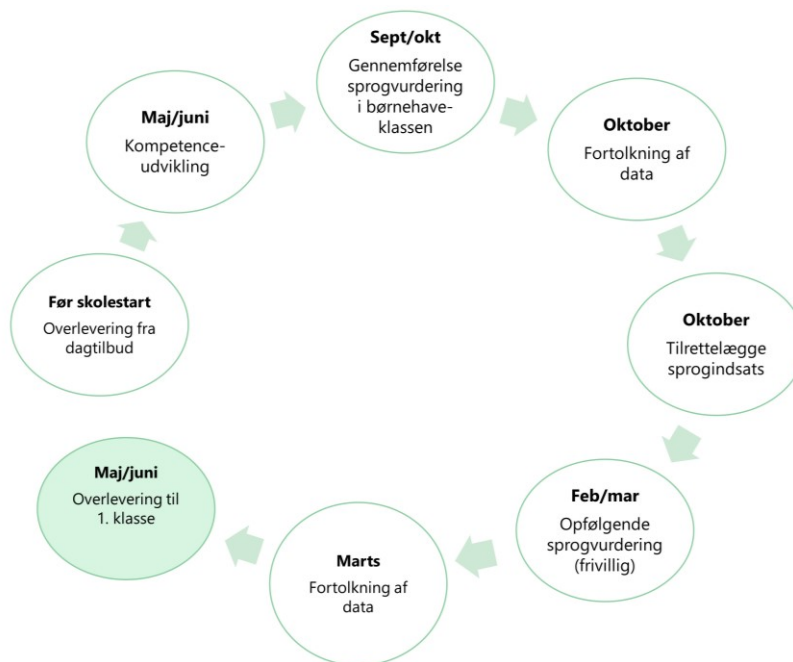 Før skolestart
Overlevering fra
dagtilbud
Maj/juni
Kompetence-
udvikling
Sept/okt
Gennemførelse
sprogvurdering
i børnehave-
klassen
Oktober
Fortolkning af
data
Oktober
Tilrettelægge
sprogindsats
Feb/mar
Opfølgende
sprogvurdering
(frivillig)
Marts
Fortolkning af
data
Maj/juni
Overlevering til
1. klasse